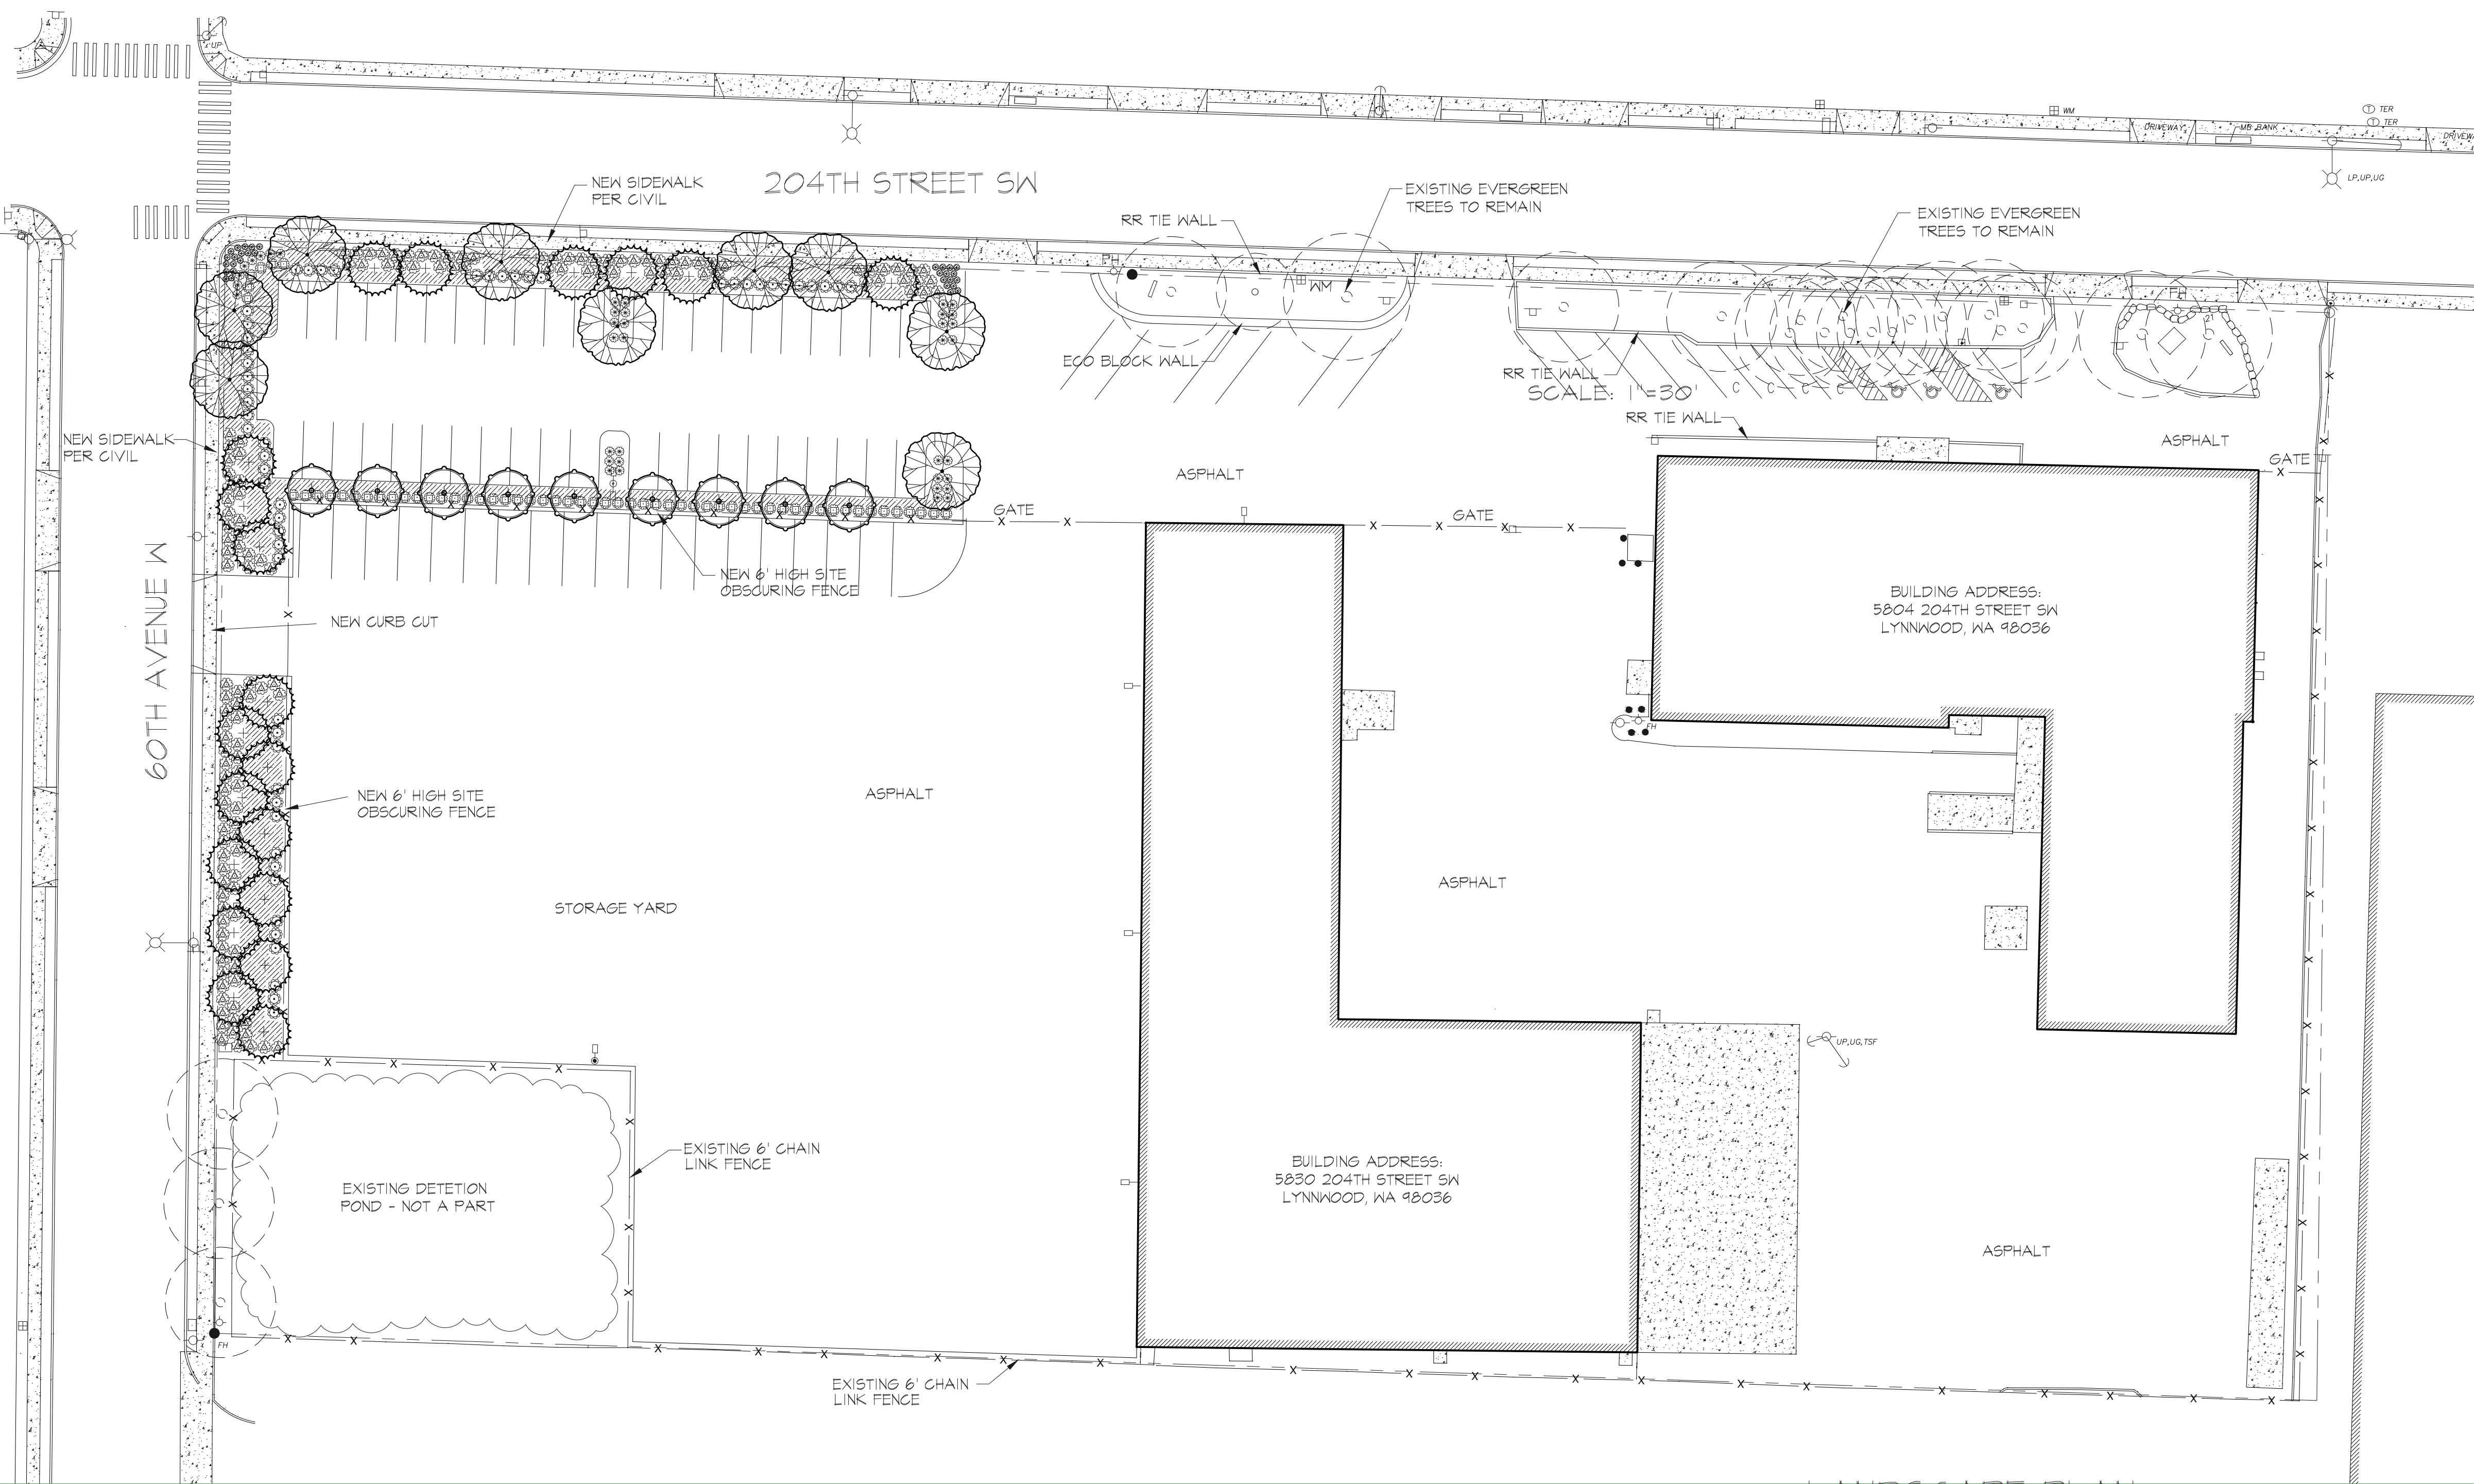 UP
WM
TER
TER
DRIVEWAY
MB BANK
LP,UP,UG
204TH STREET SW
NEW SIDEWALK
PER CIVIL
RR TIE WALL
EXISTING EVERGREEN
TREES TO REMAIN
EXISTING EVERGREEN
TREES TO REMAIN
WM
ECO BLOCK WALL
RR TIE WALL
SCALE: 1"=30'
RR TIE WALL
ASPHALT
GATE
NEW SIDEWALK
PER CIVIL
ASPHALT
GATE
GATE
NEW 6' HIGH SITE
OBSCURING FENCE
BUILDING ADDRESS:
5804 204TH STREET SW
LYNNWOOD, WA 98036
NEW CURB CUT
60TH AVENUE W
FH
NEW 6' HIGH SITE
OBSCURING FENCE
ASPHALT
ASPHALT
STORAGE YARD
UP,UG,TSF
EXISTING 6' CHAIN
LINK FENCE
EXISTING DETETION
POND - NOT A PART
BUILDING ADDRESS:
5830 204TH STREET SW
LYNNWOOD, WA 98036
ASPHALT
FH
EXISTING 6' CHAIN
LINK FENCE